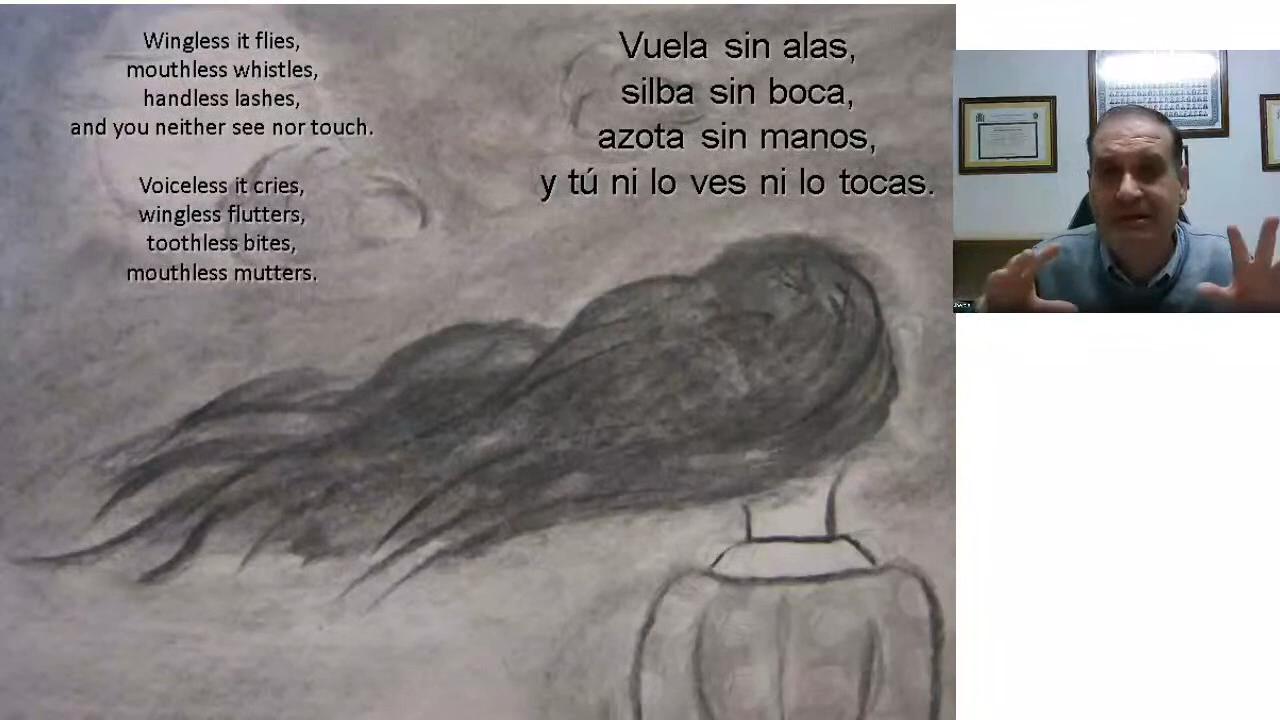 Wingless it flies,
mouthless whistles,
handless lashes,
and you neither see nor touch.
Voiceless it cries,
wingless flutters,
toothless bites,
mouthless mutters.
Vuela sin alas,
silba sin boca,
azota sin manos,
y tú ni lo ves ni lo tocas.